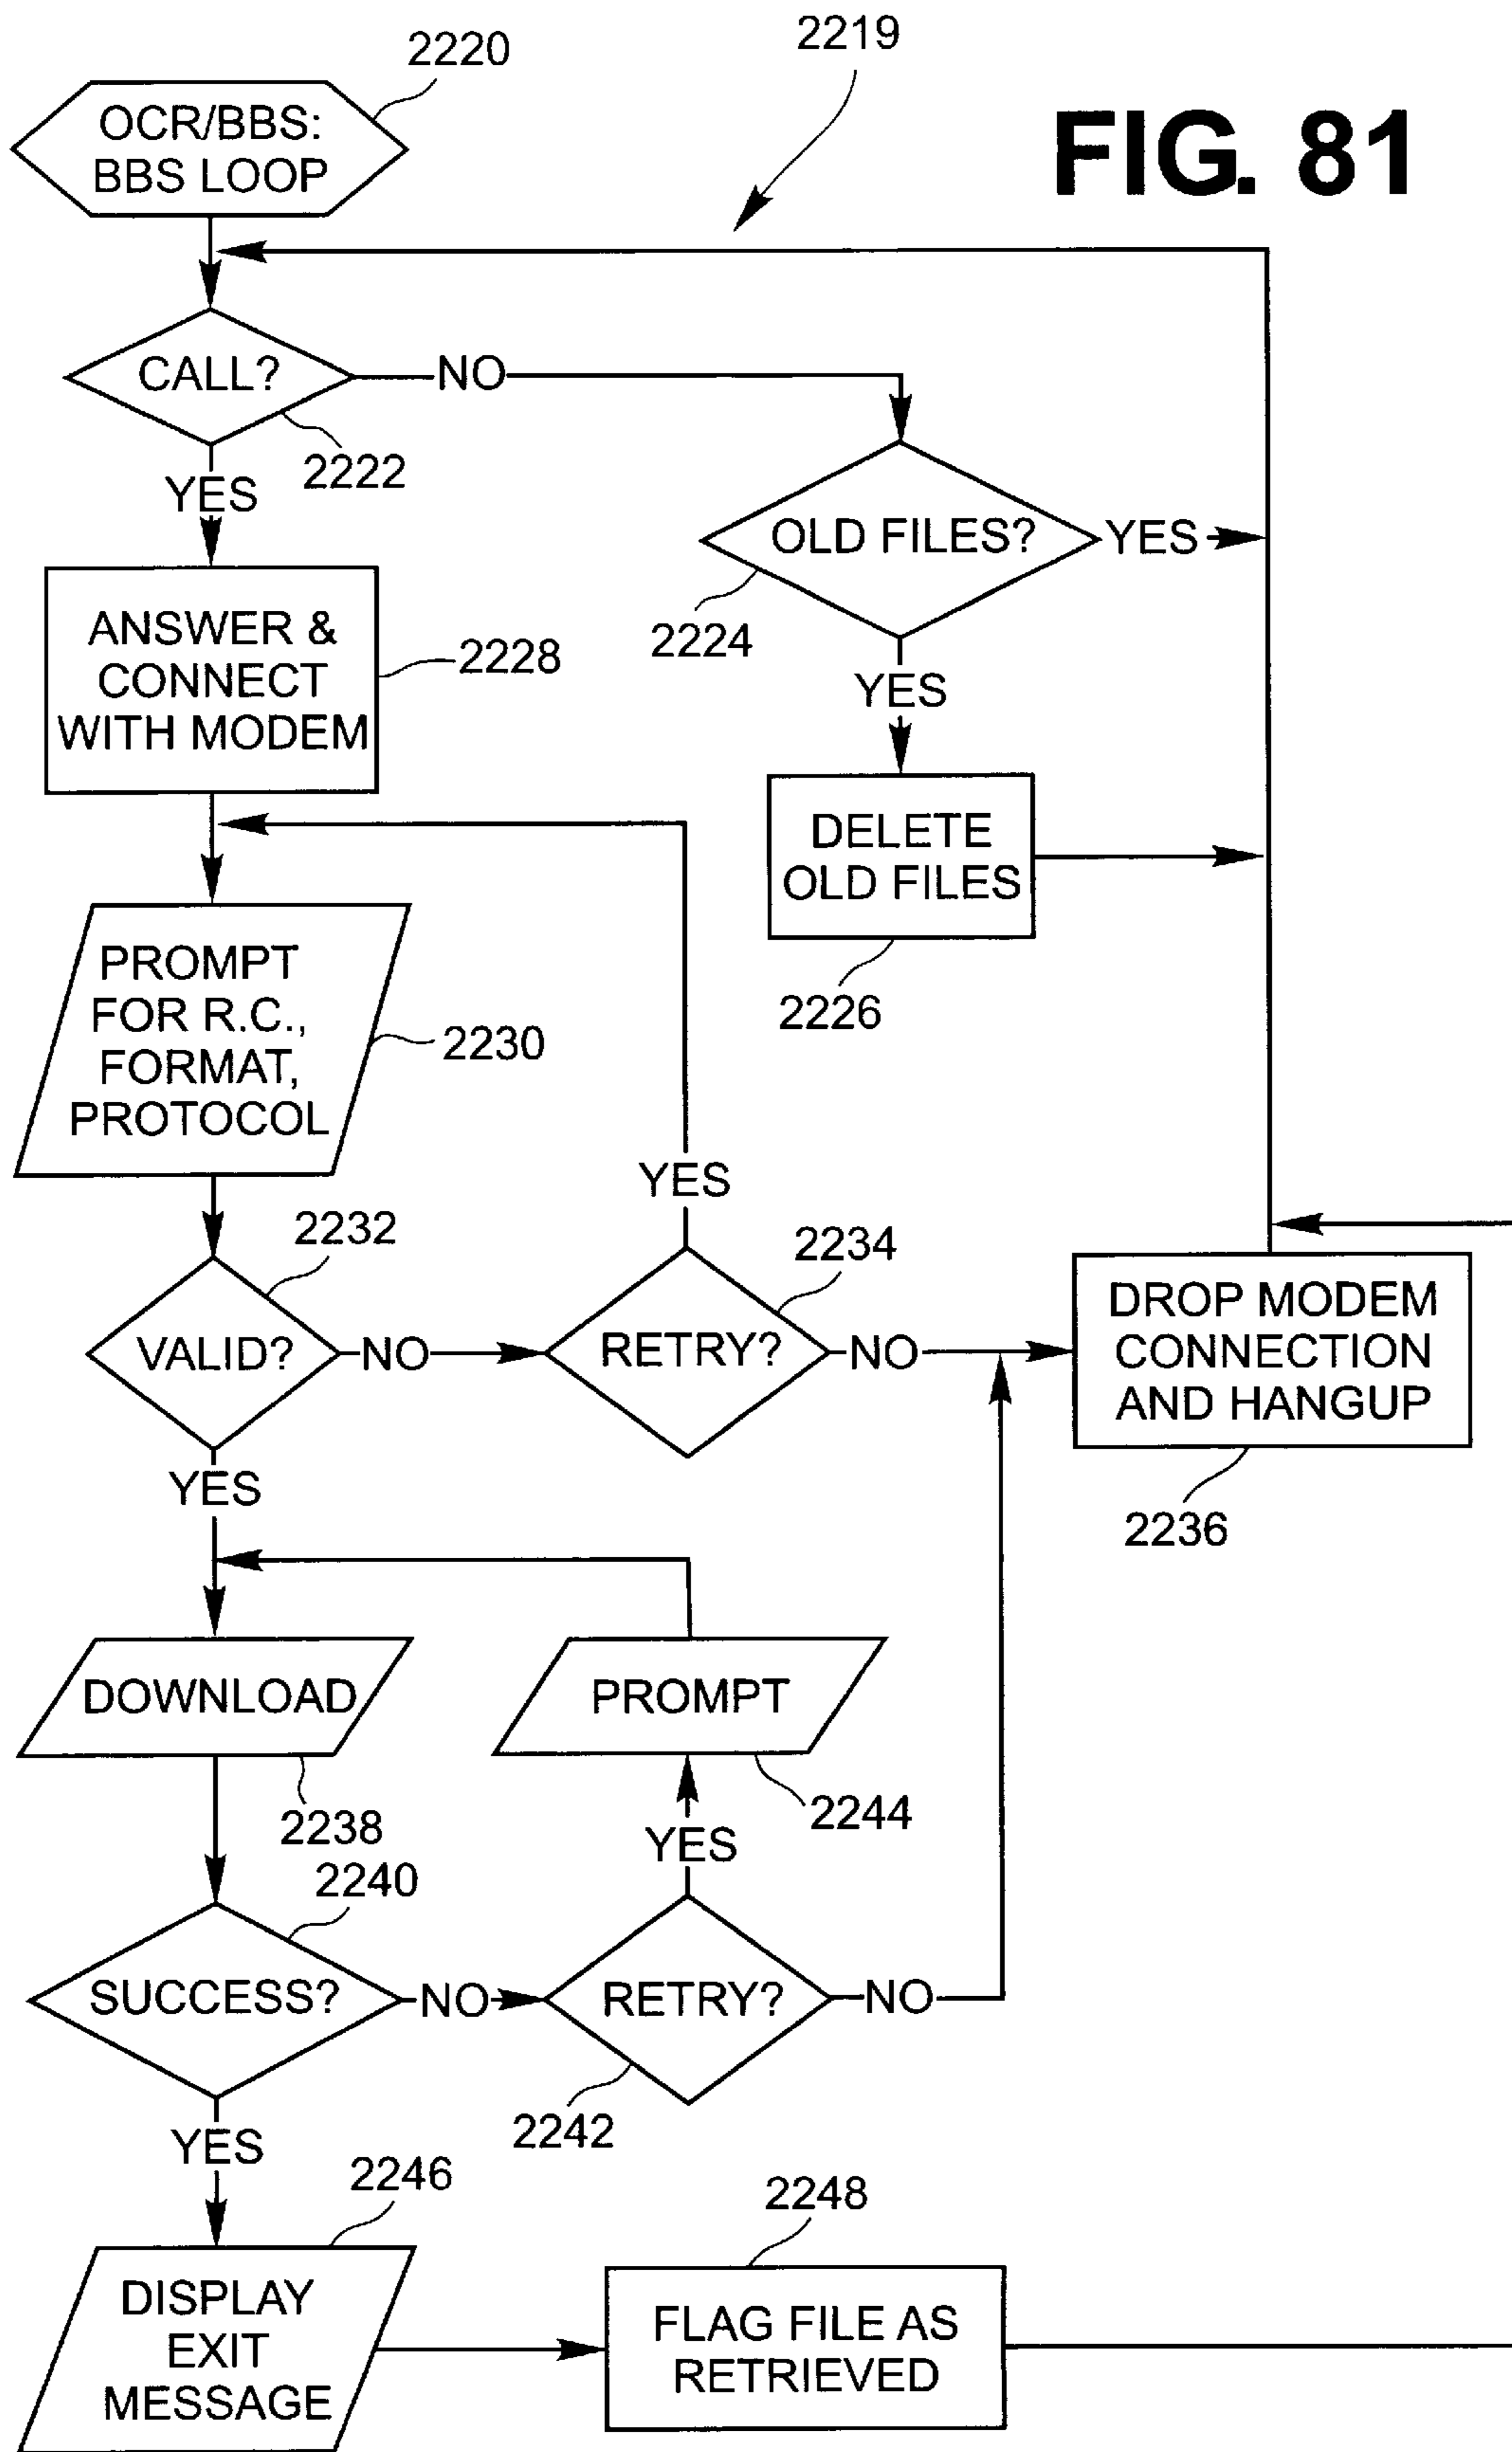 2220
2219
FIG. 81
OCR/BBS:
BBS LOOP
CALL?
NO
2222
YES
OLD FILES?
YES
2224
YES
ANSWER &
CONNECT
WITH MODEM
2228
DELETE
OLD FILES
2226
PROMPT
FOR R.C.,
FORMAT,
PROTOCOL
2230
YES
2232
2234
VALID?
NO
RETRY?
NO
DROP MODEM
CONNECTION
AND HANGUP
2236
YES
DOWNLOAD
PROMPT
2238
2244
YES
2240
SUCCESS?
NO
RETRY?
NO
2242
YES
2246
2248
DISPLAY
EXIT
MESSAGE
FLAG FILE AS
RETRIEVED